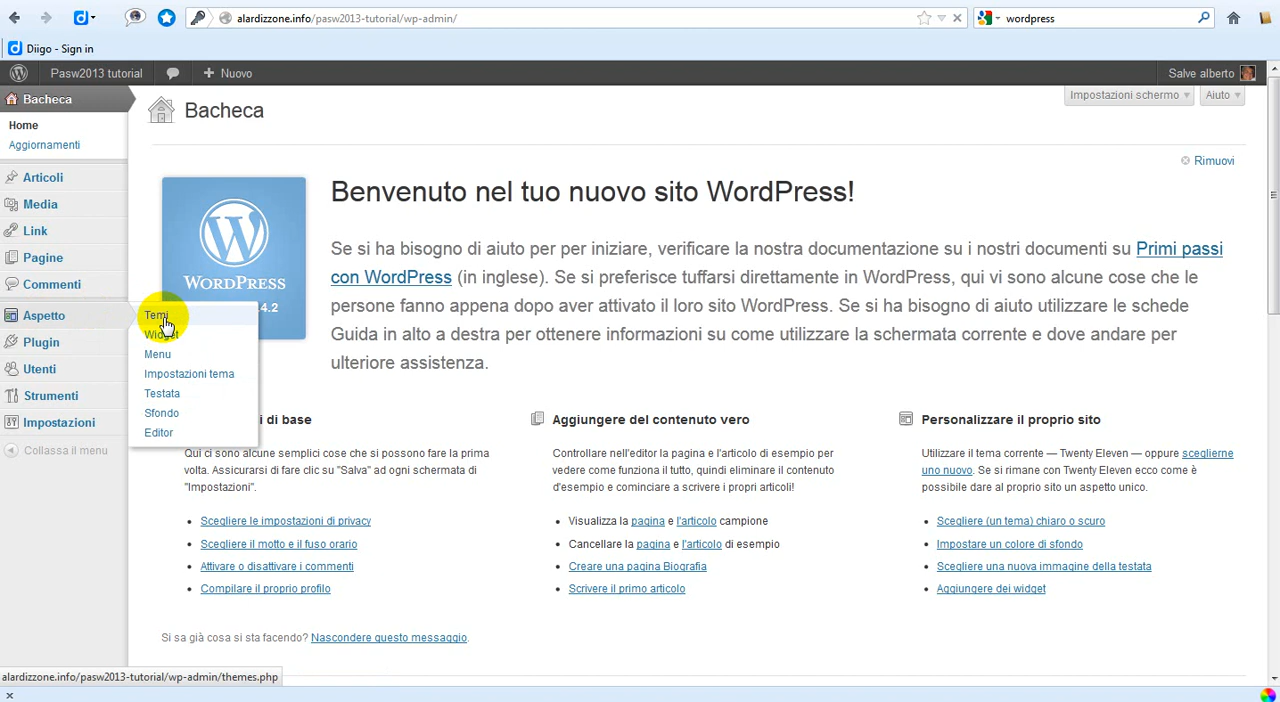 alardizzone.info/pasw2013-tutorial/wp-admin/
wordpress
Diigo - Sign in
Pasw2013 tutorial
Nuovo
Salve alberto
Bacheca
Home
Aggiornamenti
Articoli
Media
Link
Pagine
Commenti
Aspetto
Plugin
Utenti
Strumenti
Impostazioni
Collassa il menu
Temi
Widget
Menu
Impostazioni tema
Testata
Sfondo
Editor
Bacheca
Impostazioni schermo
Aiuto
Rimuovi
WORDPRESS
.4.2
Benvenuto nel tuo nuovo sito WordPress!
Se si ha bisogno di aiuto per per iniziare, verificare la nostra documentazione su i nostri documenti su Primi passi
con WordPress (in inglese). Se si preferisce tuffarsi direttamente in WordPress, qui vi sono alcune cose che le
persone fanno appena dopo aver attivato il loro sito WordPress. Se si ha bisogno di aiuto utilizzare le schede
Guida in alto a destra per ottenere informazioni su come utilizzare la schermata corrente e dove andare per
ulteriore assistenza.
i di base
Qui ci sono alcune semplici cose che si possono fare la prima
volta. Assicurarsi di fare clic su "Salva" ad ogni schermata di
"Impostazioni".
Scegliere le impostazioni di privacy
Scegliere il motto e il fuso orario
Attivare o disattivare i commenti
Compilare il proprio profilo
Aggiungere del contenuto vero
Controllare nell'editor la pagina e l'articolo di esempio per
vedere come funziona il tutto, quindi eliminare il contenuto
d'esempio e cominciare a scrivere i propri articoli!
Visualizza la pagina e l'articolo campione
Cancellare la pagina e l'articolo di esempio
Creare una pagina Biografia
Scrivere il primo articolo
Personalizzare il proprio sito
Utilizzare il tema corrente — Twenty Eleven — oppure sceglierne
uno nuovo. Se si rimane con Twenty Eleven ecco come è
possibile dare al proprio sito un aspetto unico.
Scegliere (un tema) chiaro o scuro
Impostare un colore di sfondo
Scegliere una nuova immagine della testata
Aggiungere dei widget
Si sa già cosa si sta facendo? Nascondere questo messaggio.
alardizzone.info/pasw2013-tutorial/wp-admin/themes.php